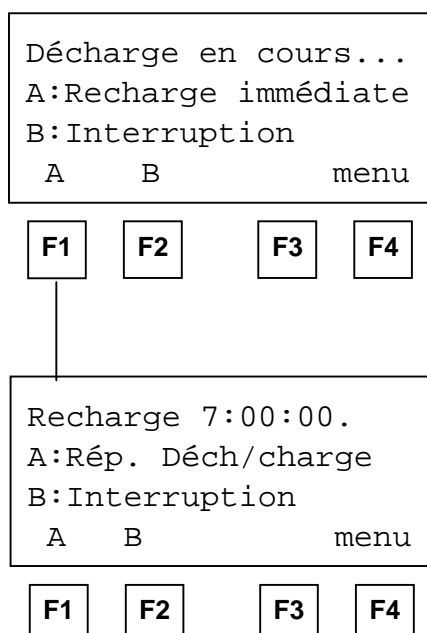 Décharge en cours...
A:Recharge immédiate
B:Interruption
A B menu
F1 F2 F3 F4
Recharge 7:00:00.
A:Rép. Déch/charge
B:Interruption
A B menu
F1 F2 F3 F4